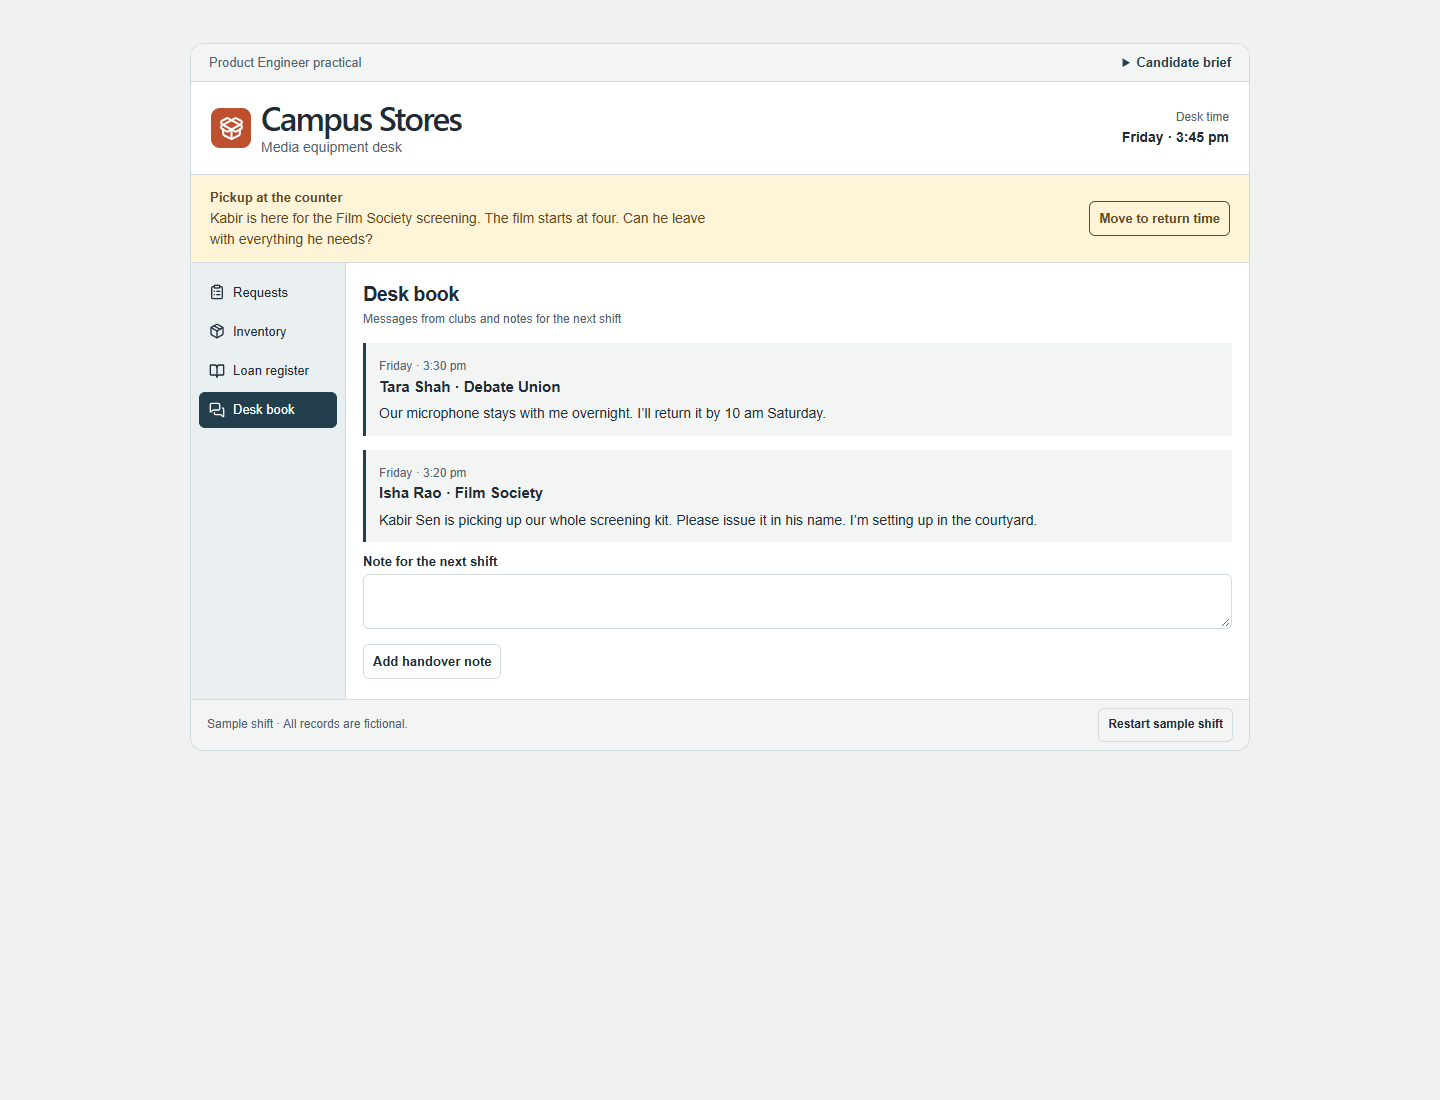 Product Engineer practical
Candidate brief
Campus Stores
Media equipment desk
Desk time
Friday · 3:45 pm
Pickup at the counter
Kabir is here for the Film Society screening. The film starts at four. Can he leave
with everything he needs?
Move to return time
Requests
Inventory
Loan register
Desk book
Desk book
Messages from clubs and notes for the next shift
Friday · 3:30 pm
Tara Shah · Debate Union
Our microphone stays with me overnight. I’ll return it by 10 am Saturday.
Friday · 3:20 pm
Isha Rao · Film Society
Kabir Sen is picking up our whole screening kit. Please issue it in his name. I’m setting up in the courtyard.
Note for the next shift
Add handover note
Sample shift · All records are fictional.
Restart sample shift